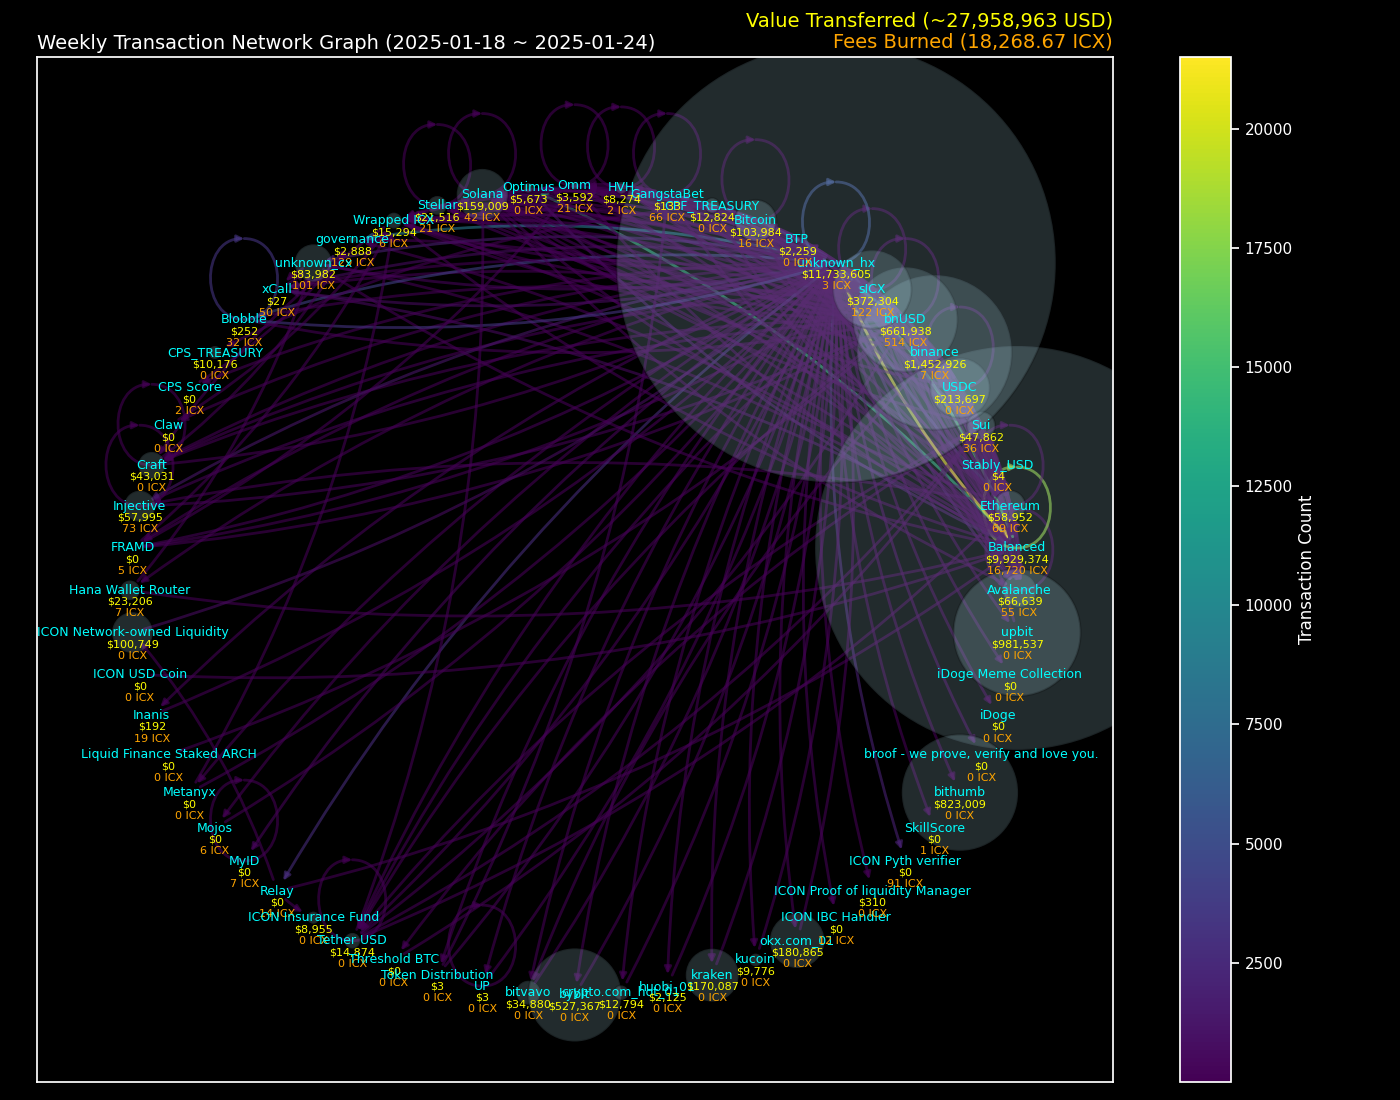 Value Transferred (~27,958,963 USD)
Weekly Transaction Network Graph (2025-01-18 ~ 2025-01-24)
Fees Burned (18,268.67 ICX)
Omm
$3,592
21 ICX
HVH
$8,274
2 ICX
GangstaBet
66 ICX
$12,824
0 ICX
Bitcoin
$103,984
16 ICX
BTP
$2,259
0 ICX
unknown_hx
$11,733,605
3 ICX
sICX
$372,304
122 ICX
bnUSD
$661,938
514 ICX
binance
$1,452,926
7 ICX
USDC
$213,697
0 ICX
Sui
$47,862
36 ICX
Stably_USD
$4
0 ICX
Ethereum
$58,952
Balanced
$9,929,374
16,720 ICX
Avalanche
$66,639
55 ICX
upbit
$981,537
0 ICX
iDoge Meme Collection
$0
0 ICX
iDoge
$0
0 ICX
broof - we prove, verify and love you.
$0
0 ICX
bithumb
$823,009
0 ICX
SkillScore
$0
1 ICX
ICON Pyth verifier
$0
91 ICX
ICON Proof of liquidity Manager
$310
0 ICX
ICON IBC Handler
$0
12 ICX
okx.com_01
$180,865
0 ICX
kucoin
$9,776
0 ICX
kraken
$170,087
0 ICX
huobi_01
$2,125
0 ICX
crypto.com_hot_01
$12,794
0 ICX
bybit
$527,367
0 ICX
bitvavo
$34,880
0 ICX
UP
$3
0 ICX
Token Distribution
$3
0 ICX
Threshold BTC
$0
0 ICX
Tether USD
$14,874
0 ICX
ICON Insurance Fund
$8,955
0 ICX
Relay
$0
14 ICX
MyID
$0
7 ICX
Mojos
$0
6 ICX
Metanyx
$0
0 ICX
Liquid Finance Staked ARCH
$0
0 ICX
Inanis
$192
19 ICX
ICON USD Coin
$0
0 ICX
ICON Network-owned Liquidity
$100,749
0 ICX
Hana Wallet Router
$23,206
7 ICX
FRAMD
$0
5 ICX
Injective
$57,995
73 ICX
Craft
$43,031
0 ICX
Claw
$0
0 ICX
CPS Score
$0
2 ICX
CPS_TREASURY
$10,176
0 ICX
Blobble
$252
32 ICX
xCall
$27
50 ICX
unknown_cx
$83,982
101 ICX
governance
$2,888
Wrapped
$15,294
6 ICX
Stellar
$21,516
21 ICX
Solana
$159,009
42 ICX
Optimus
$5,673
0 ICX
20000
17500
15000
12500
10000
7500
5000
2500
Transaction Count